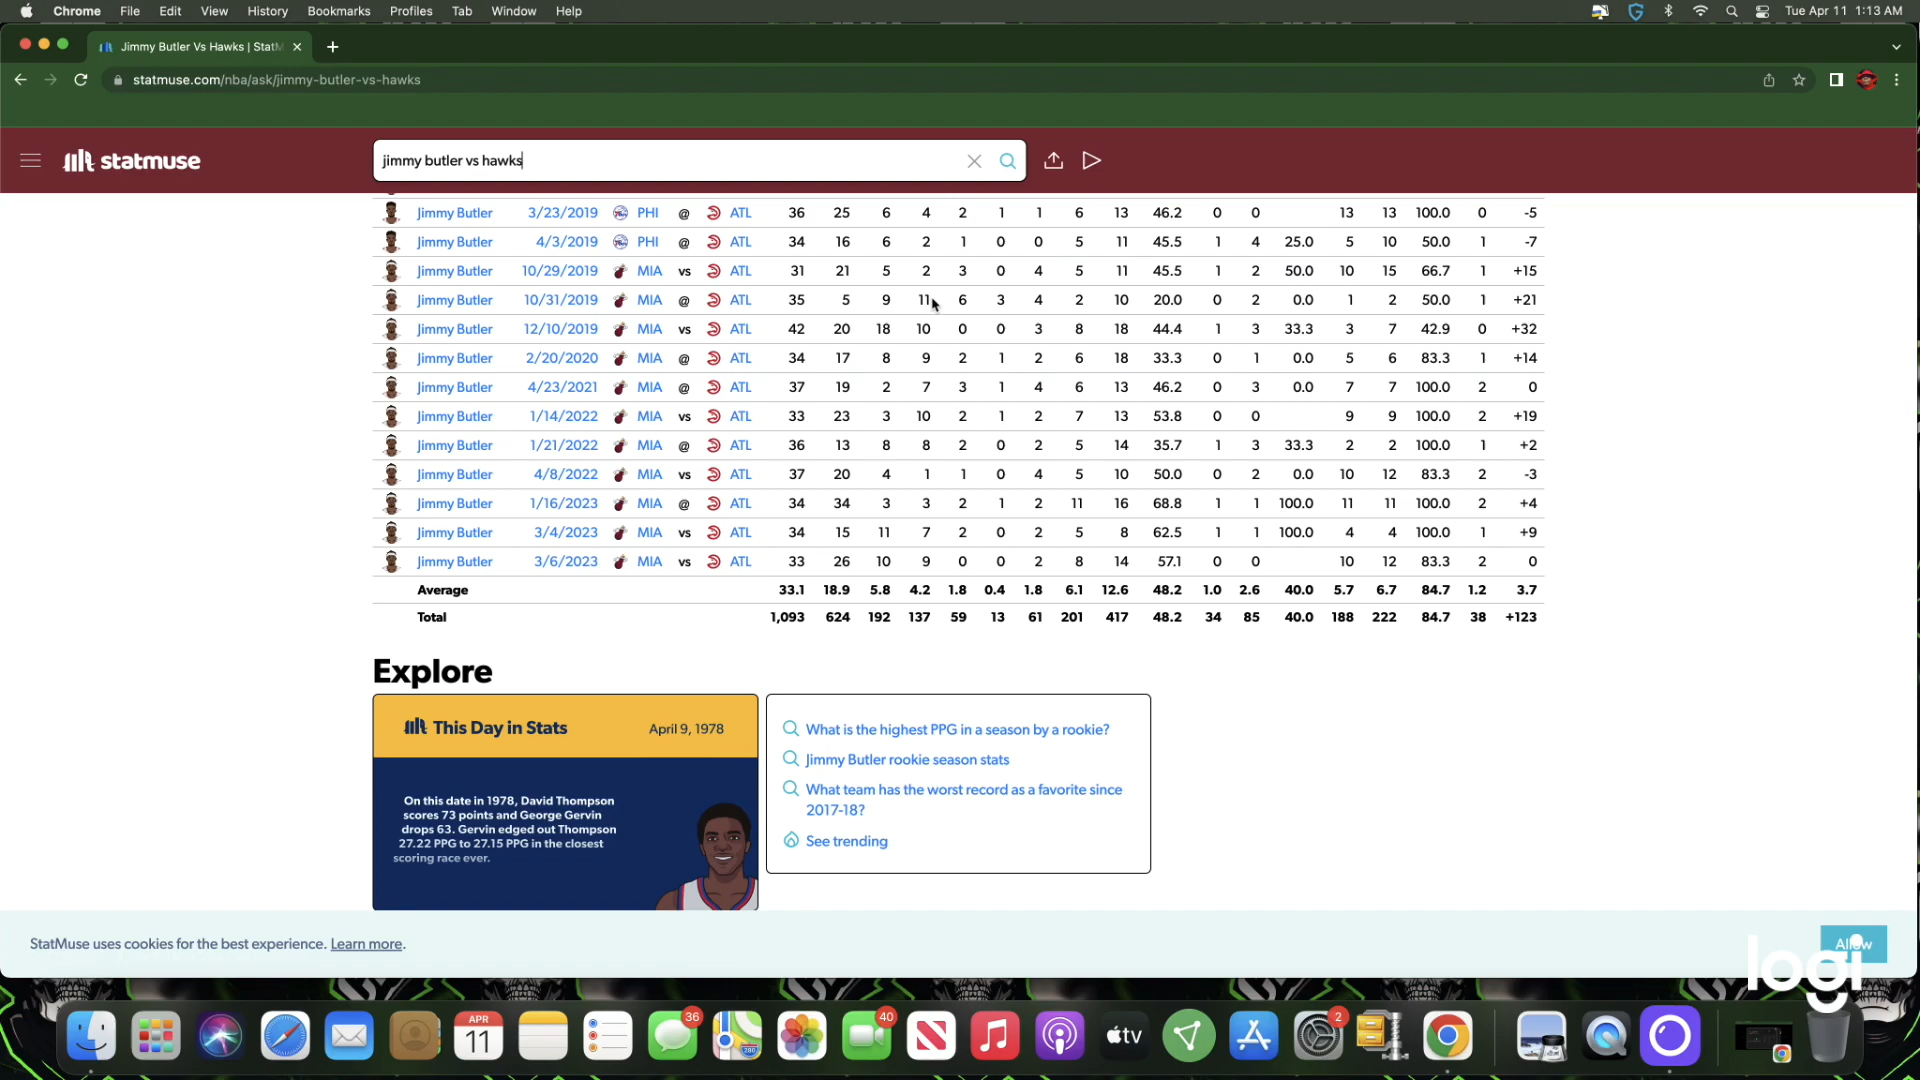 Chrome File Edit View History Bookmarks Profiles Tab Window Help Tue Apr 11 1:13 AM
Jimmy Butler Vs Hawks | StatM
statmuse.com/nba/ask/jimmy-butler-vs-hawks
statmuse jimmy butler vs hawks
Jimmy Butler 3/23/2019 PHI @ ATL 36 25 6 4 2 1 1 6 13 46.2 0 0 13 13 100.0 0 -5
Jimmy Butler 4/3/2019 PHI @ ATL 34 16 6 2 1 0 0 5 11 45.5 1 4 25.0 5 10 50.0 1 -7
Jimmy Butler 10/29/2019 MIA vs ATL 31 21 5 2 3 0 4 5 11 45.5 1 2 50.0 10 15 66.7 1 +15
Jimmy Butler 10/31/2019 MIA @ ATL 35 5 9 11 6 3 4 2 10 20.0 0 2 0.0 1 2 50.0 1 +21
Jimmy Butler 12/10/2019 MIA vs ATL 42 20 18 10 0 0 3 8 18 44.4 1 3 33.3 3 7 42.9 0 +32
Jimmy Butler 2/20/2020 MIA @ ATL 34 17 8 9 2 1 2 6 18 33.3 0 1 0.0 5 6 83.3 1 +14
Jimmy Butler 4/23/2021 MIA @ ATL 37 19 2 7 3 1 4 6 13 46.2 0 3 0.0 7 7 100.0 2 0
Jimmy Butler 1/14/2022 MIA vs ATL 33 23 3 10 2 1 2 7 13 53.8 0 0 9 9 100.0 2 +19
Jimmy Butler 1/21/2022 MIA @ ATL 36 13 8 8 2 0 2 5 14 35.7 1 3 33.3 2 2 100.0 1 +2
Jimmy Butler 4/8/2022 MIA vs ATL 37 20 4 1 1 0 4 5 10 50.0 0 2 0.0 10 12 83.3 2 -3
Jimmy Butler 1/16/2023 MIA @ ATL 34 34 3 3 2 1 2 11 16 68.8 1 1 100.0 11 11 100.0 2 +4
Jimmy Butler 3/4/2023 MIA vs ATL 34 15 11 7 2 0 2 5 8 62.5 1 1 100.0 4 4 100.0 1 +9
Jimmy Butler 3/6/2023 MIA vs ATL 33 26 10 9 0 0 2 8 14 57.1 0 0 10 12 83.3 2 0
Average 33.1 18.9 5.8 4.2 1.8 0.4 1.8 6.1 12.6 48.2 1.0 2.6 40.0 5.7 6.7 84.7 1.2 3.7
Total 1,093 624 192 137 59 13 61 201 417 48.2 34 85 40.0 188 222 84.7 38 +123
Explore
This Day in Stats April 9, 1978
On this date in 1978, David Thompson
scores 73 points and George Gervin
drops 63. Gervin edged out Thompson
27.22 PPG to 27.15 PPG in the closest
scoring race ever.
What is the highest PPG in a season by a rookie?
Jimmy Butler rookie season stats
What team has the worst record as a favorite since
2017-18?
See trending
StatMuse uses cookies for the best experience. Learn more.
Allow
logi
APR
11
36
280
40
tv
2